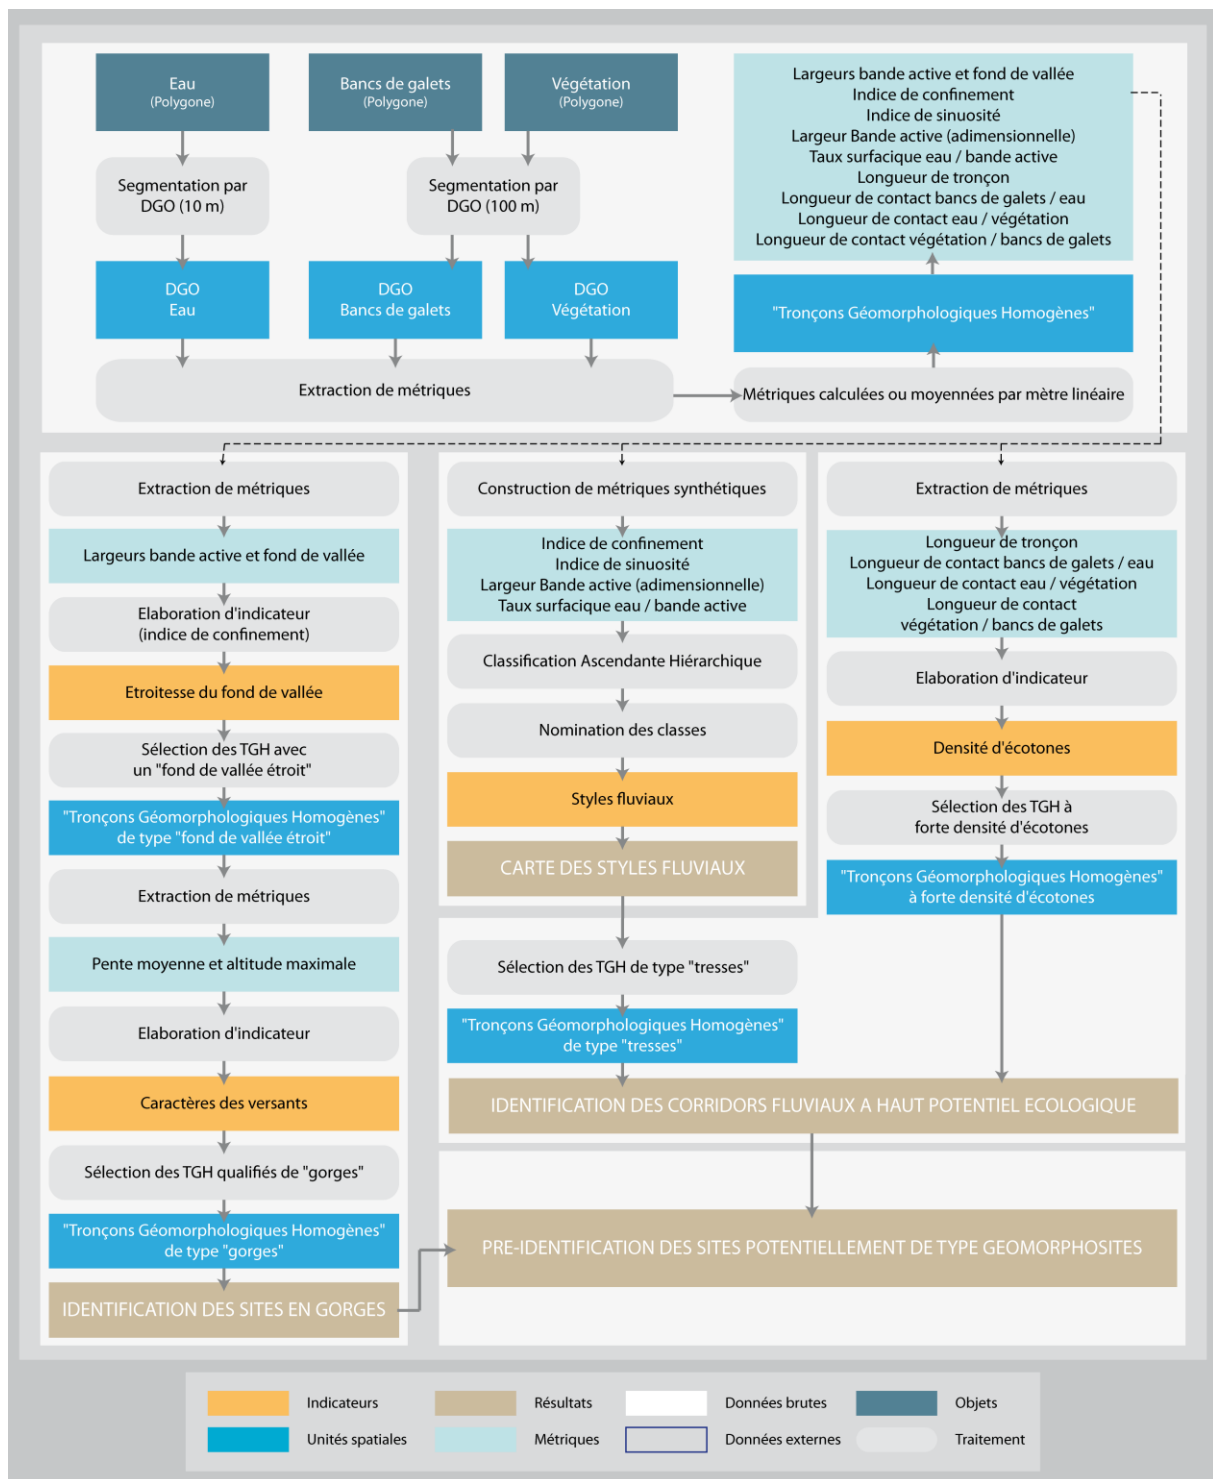 Eau
(Polygone)
Bancs de galets
(Polygone)
Végétation
(Polygone)
Segmentation par
DGO (10 m)
Segmentation par
DGO (100 m)
DGO
Eau
DGO
Bancs de galets
DGO
Végétation
Extraction de métriques
Largeurs bande active et fond de vallée
Indice de confinement
Indice de sinuosité
Largeur Bande active (adimensionnelle)
Taux surfacique eau / bande active
Longueur de tronçon
Longueur de contact bancs de galets / eau
Longueur de contact eau / végétation
Longueur de contact végétation / bancs de galets
"Tronçons Géomorphologiques Homogènes"
Métriques calculées ou moyennées par mètre linéaire
Extraction de métriques
Largeurs bande active et fond de vallée
Elaboration d'indicateur
(indice de confinement)
Etroitesse du fond de vallée
Sélection des TGH avec
un "fond de vallée étroit"
"Tronçons Géomorphologiques Homogènes"
de type "fond de vallée étroit"
Extraction de métriques
Pente moyenne et altitude maximale
Elaboration d'indicateur
Caractères des versants
Sélection des TGH qualifiés de "gorges"
"Tronçons Géomorphologiques Homogènes"
de type "gorges"
IDENTIFICATION DES SITES EN GORGES
Construction de métriques synthétiques
Indice de confinement
Indice de sinuosité
Largeur Bande active (adimensionnelle)
Taux surfacique eau / bande active
Classification Ascendante Hiérarchique
Nomination des classes
Styles fluviaux
CARTE DES STYLES FLUVIAUX
Sélection des TGH de type "tresses"
"Tronçons Géomorphologiques Homogènes"
de type "tresses"
Extraction de métriques
Longueur de tronçon
Longueur de contact bancs de galets / eau
Longueur de contact eau / végétation
Longueur de contact
végétation / bancs de galets
Elaboration d'indicateur
Densité d'écotones
Sélection des TGH à
forte densité d'écotones
"Tronçons Géomorphologiques Homogènes"
à forte densité d'écotones
IDENTIFICATION DES CORRIDORS FLUVIAUX A HAUT POTENTIEL ECOLOGIQUE
PRE-IDENTIFICATION DES SITES POTENTIELLEMENT DE TYPE GEOMORPHOSITES
Indicateurs
Résultats
Données brutes
Objets
Unités spatiales
Métriques
Données externes
Traitement